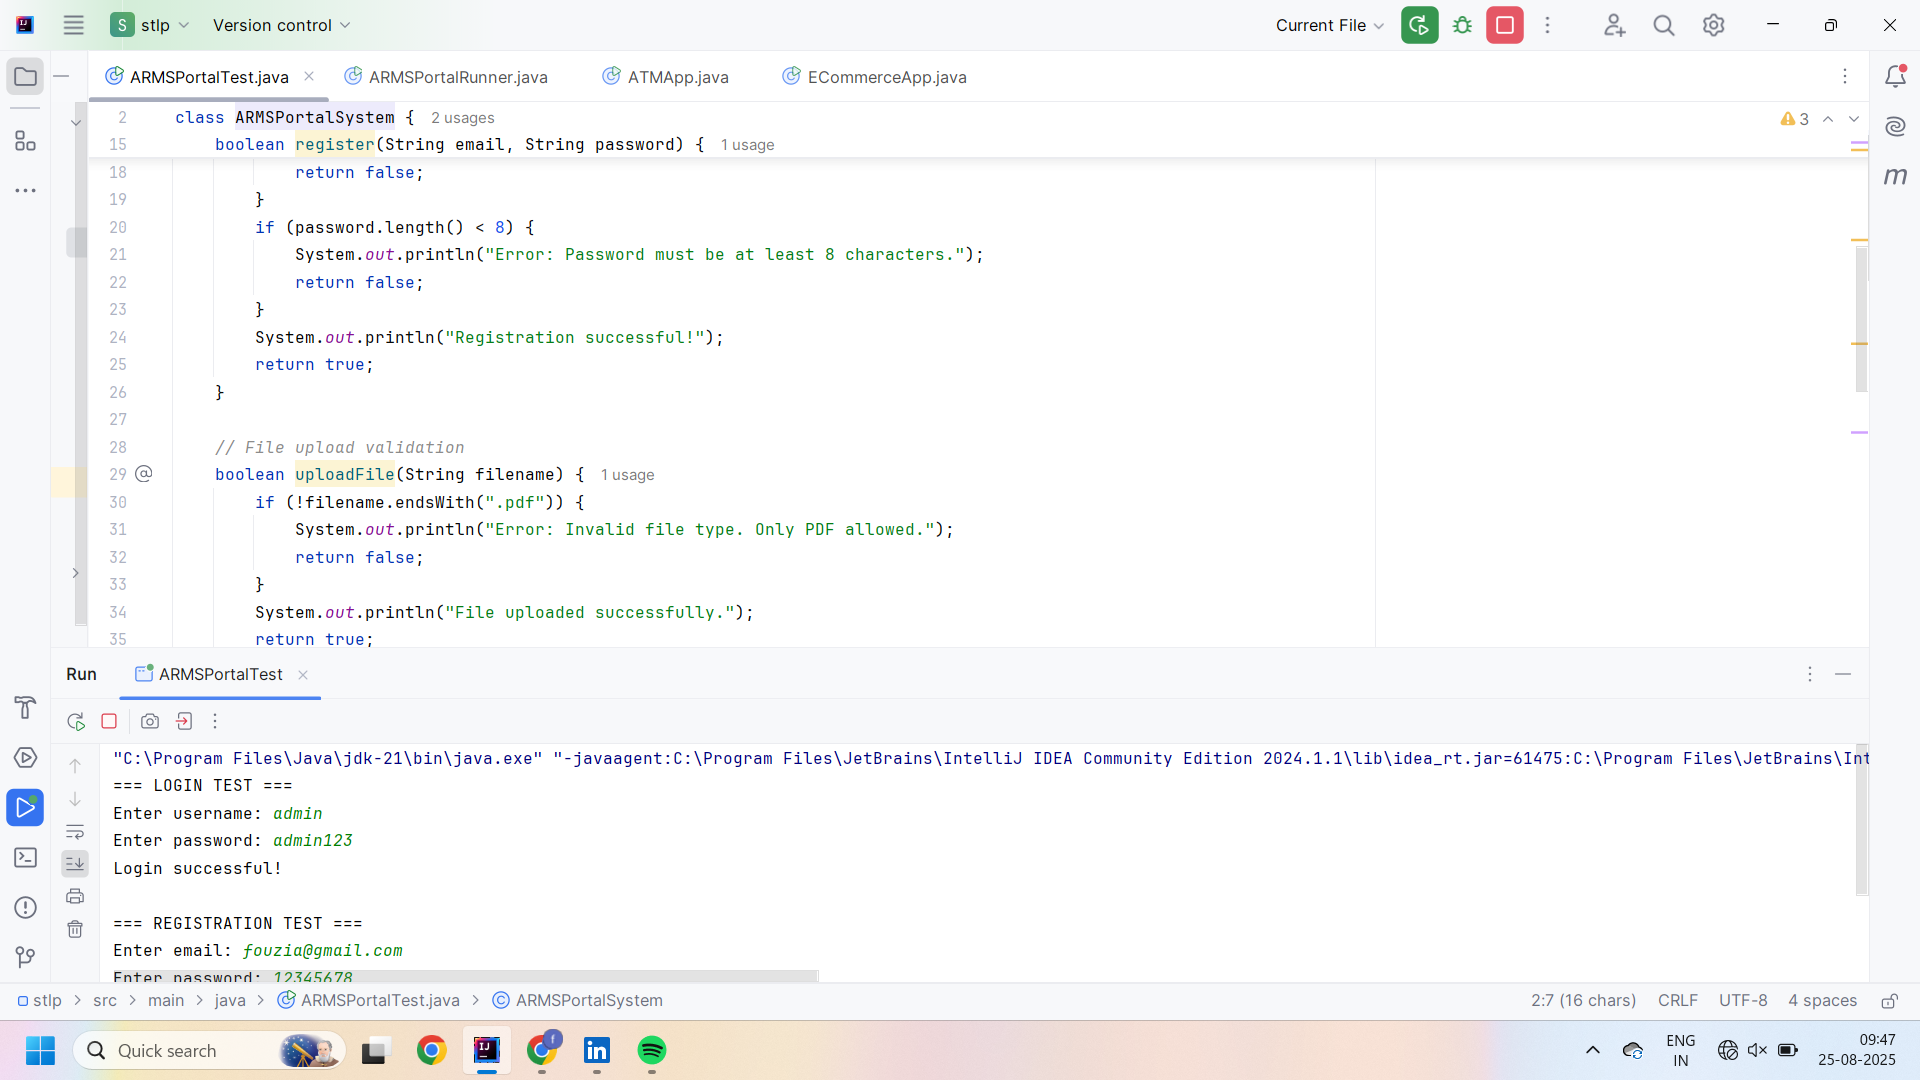 S stlp Version control Current File
ARMSPortalTest.java ARMSPortalRunner.java ATMApp.java ECommerceApp.java
2 class ARMSPortalSystem { 2 usages
3
15 boolean register(String email, String password) { 1 usage
18 return false;
19 }
20 if (password.length() < 8) {
21 System.out.println("Error: Password must be at least 8 characters.");
22 return false;
23 }
24 System.out.println("Registration successful!");
25 return true;
26 }
27
28 // File upload validation
29 @ boolean uploadFile(String filename) { 1 usage
30 if (!filename.endsWith(".pdf")) {
31 System.out.println("Error: Invalid file type. Only PDF allowed.");
32 return false;
33 }
34 System.out.println("File uploaded successfully.");
35 return true;
Run ARMSPortalTest
"C:\Program Files\Java\jdk-21\bin\java.exe" "-javaagent:C:\Program Files\JetBrains\IntelliJ IDEA Community Edition 2024.1.1\lib\idea_rt.jar=61475:C:\Program Files\JetBrains\Int
=== LOGIN TEST ===
Enter username: admin
Enter password: admin123
Login successful!
=== REGISTRATION TEST ===
Enter email: fouzia@gmail.com
Enter password: 12345678
stlp > src > main > java > ARMSPortalTest.java > ARMSPortalSystem 2:7 (16 chars) CRLF UTF-8 4 spaces
Quick search
ENG
IN
09:47
25-08-2025